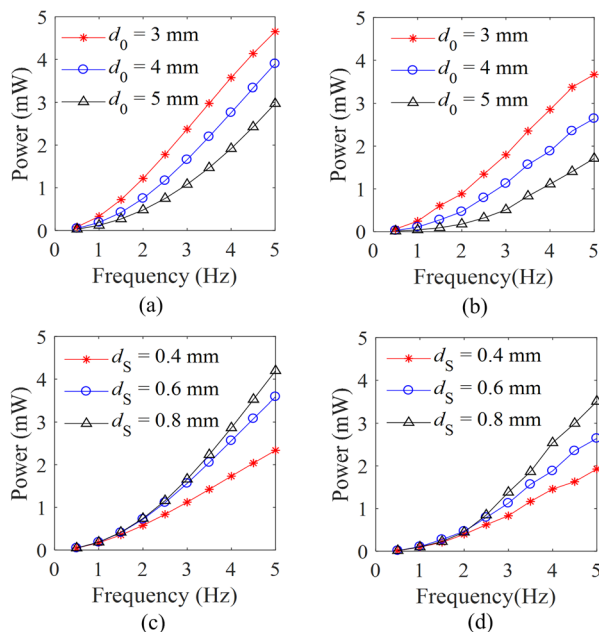 5
4
3
2
1
0
Power (mW)
d0 = 3 mm
d0 = 4 mm
d0 = 5 mm
0 1 2 3 4 5
Frequency (Hz)
(a)
5
4
3
2
1
0
Power (mW)
d0 = 3 mm
d0 = 4 mm
d0 = 5 mm
0 1 2 3 4 5
Frequency(Hz)
(b)
5
4
3
2
1
0
Power (mW)
dS = 0.4 mm
dS = 0.6 mm
dS = 0.8 mm
0 1 2 3 4 5
Frequency (Hz)
(c)
5
4
3
2
1
0
Power (mW)
dS = 0.4 mm
dS = 0.6 mm
dS = 0.8 mm
0 1 2 3 4 5
Frequency(Hz)
(d)